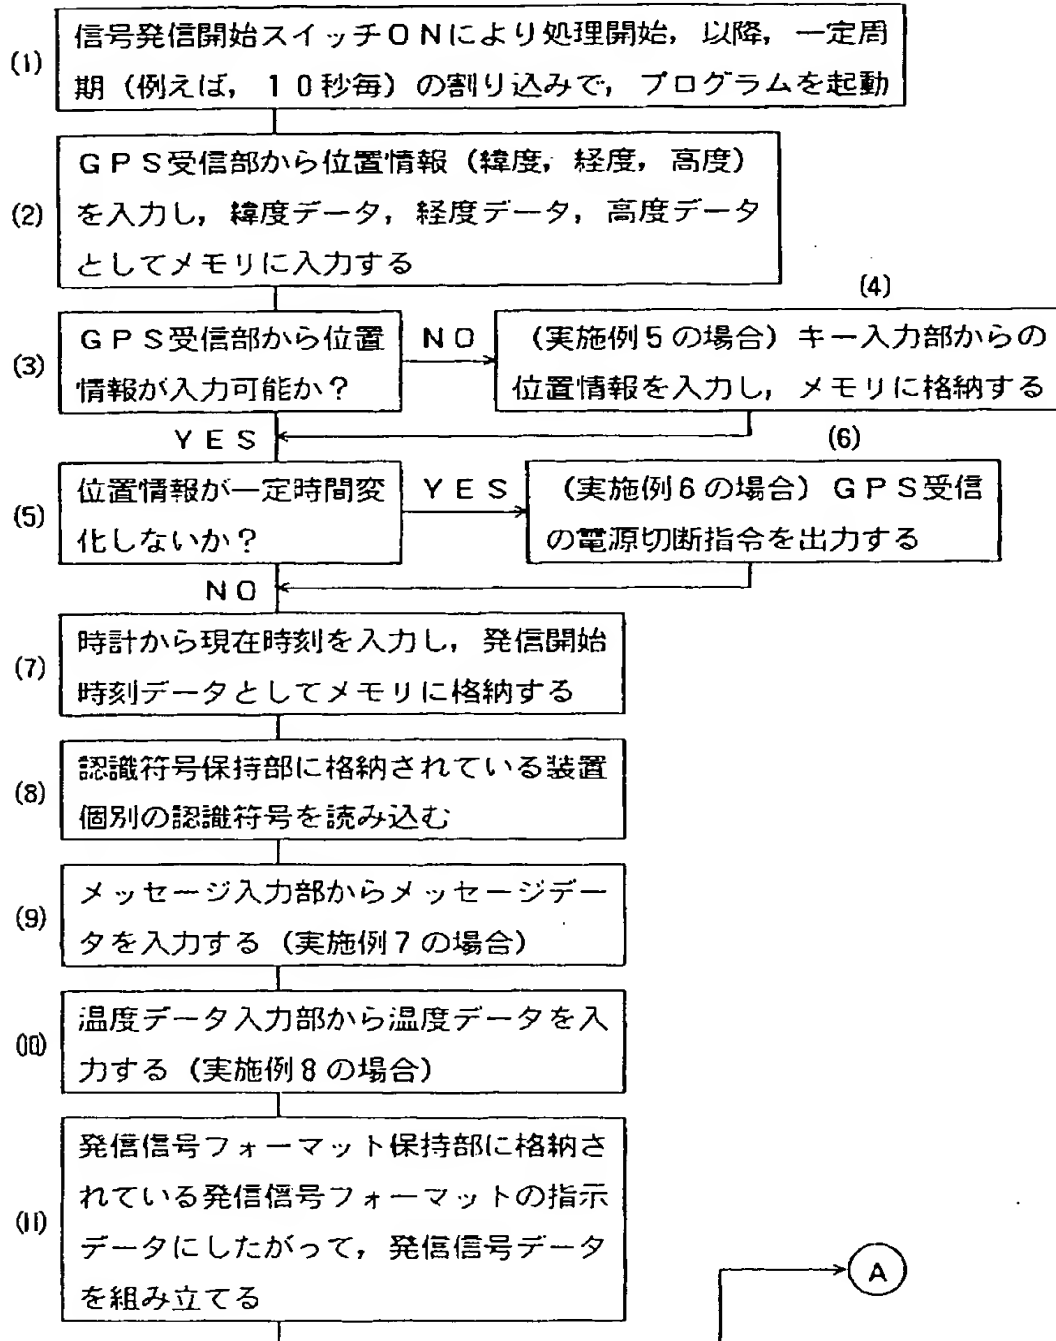 (1)
信号発信開始スイッチONにより処理開始，以降，一定周
期（例えば，10秒毎）の割り込みで，プログラムを起動
(2)
GPS受信部から位置情報（緯度，経度，高度）
を入力し，緯度データ，経度データ，高度データ
としてメモリに入力する
(3)
GPS受信部から位置
情報が入力可能か？
NO
(4)
（実施例5の場合）キー入力部からの
位置情報を入力し，メモリに格納する
YES
(5)
位置情報が一定時間変
化しないか？
YES
(6)
（実施例6の場合）GPS受信
の電源切断指令を出力する
NO
(7)
時計から現在時刻を入力し，発信開始
時刻データとしてメモリに格納する
(8)
認識符号保持部に格納されている装置
個別の認識符号を読み込む
(9)
メッセージ入力部からメッセージデー
タを入力する（実施例7の場合）
(10)
温度データ入力部から温度データを入
力する（実施例8の場合）
(11)
発信信号フォーマット保持部に格納さ
れている発信信号フォーマットの指示
データにしたがって，発信信号データ
を組み立てる
A